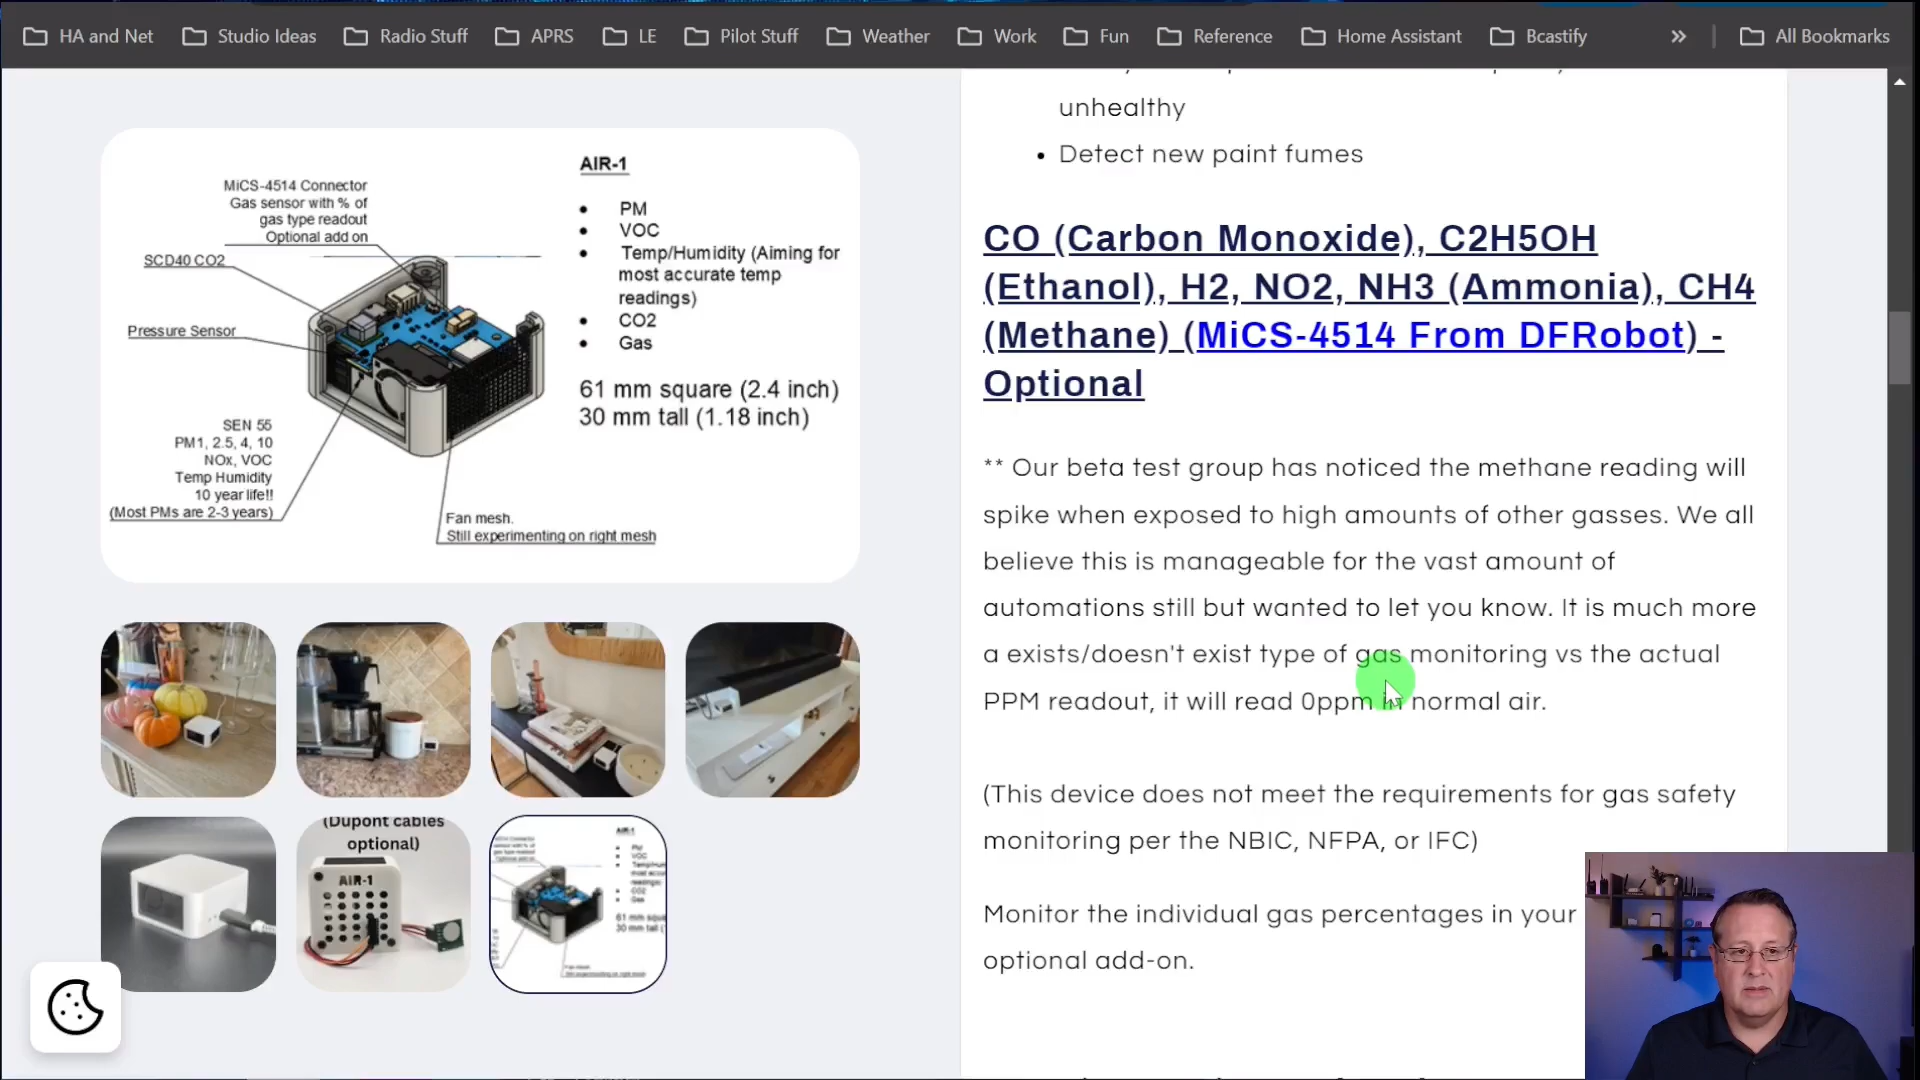 HA and Net
Studio Ideas
Radio Stuff
APRS
LE
Pilot Stuff
Weather
Work
Fun
Reference
Home Assistant
Bcastify
»
All Bookmarks
AIR-1
MiCS-4514 Connector
Gas sensor with % of
gas type readout
Optional add on
SCD40 CO2
Pressure Sensor
SEN 55
PM1, 2.5, 4, 10
NOx, VOC
Temp Humidity
10 year life!!
(Most PMs are 2-3 years)
Fan mesh.
Still experimenting on right mesh
• PM
• VOC
• Temp/Humidity (Aiming for
most accurate temp
readings)
• CO2
• Gas
61 mm square (2.4 inch)
30 mm tall (1.18 inch)
(Dupont cables
optional)
AIR-1
unhealthy
• Detect new paint fumes
CO (Carbon Monoxide), C2H5OH
(Ethanol), H2, NO2, NH3 (Ammonia), CH4
(Methane) (MiCS-4514 From DFRobot) -
Optional
** Our beta test group has noticed the methane reading will
spike when exposed to high amounts of other gasses. We all
believe this is manageable for the vast amount of
automations still but wanted to let you know. It is much more
a exists/doesn't exist type of gas monitoring vs the actual
PPM readout, it will read 0ppm in normal air.
(This device does not meet the requirements for gas safety
monitoring per the NBIC, NFPA, or IFC)
Monitor the individual gas percentages in your
optional add-on.